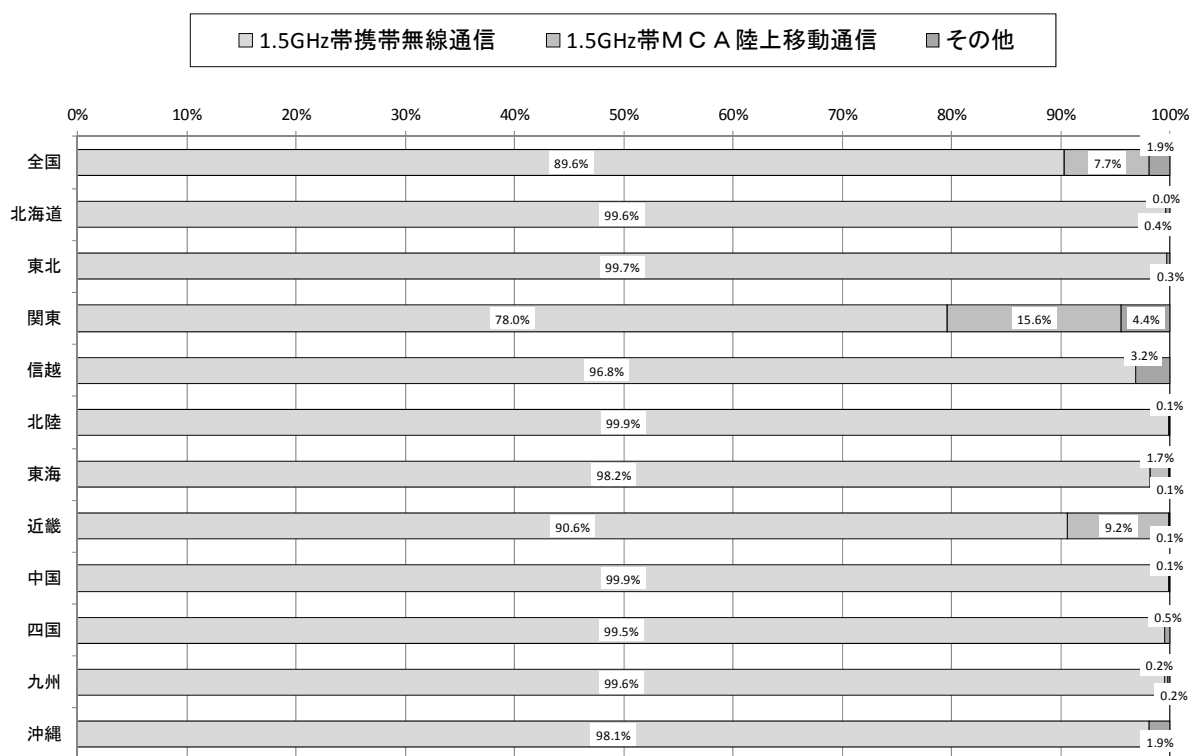 1.5GHz帯携帯無線通信 1.5GHz帯ＭＣＡ陸上移動通信 その他
0% 10% 20% 30% 40% 50% 60% 70% 80% 90% 100%
全国 89.6% 7.7% 1.9%
北海道 99.6% 0.0% 0.4%
東北 99.7% 0.3%
関東 78.0% 15.6% 4.4%
信越 96.8% 3.2%
北陸 99.9% 0.1%
東海 98.2% 1.7% 0.1%
近畿 90.6% 9.2% 0.1%
中国 99.9% 0.1%
四国 99.5% 0.5%
九州 99.6% 0.2% 0.2%
沖縄 98.1% 1.9%